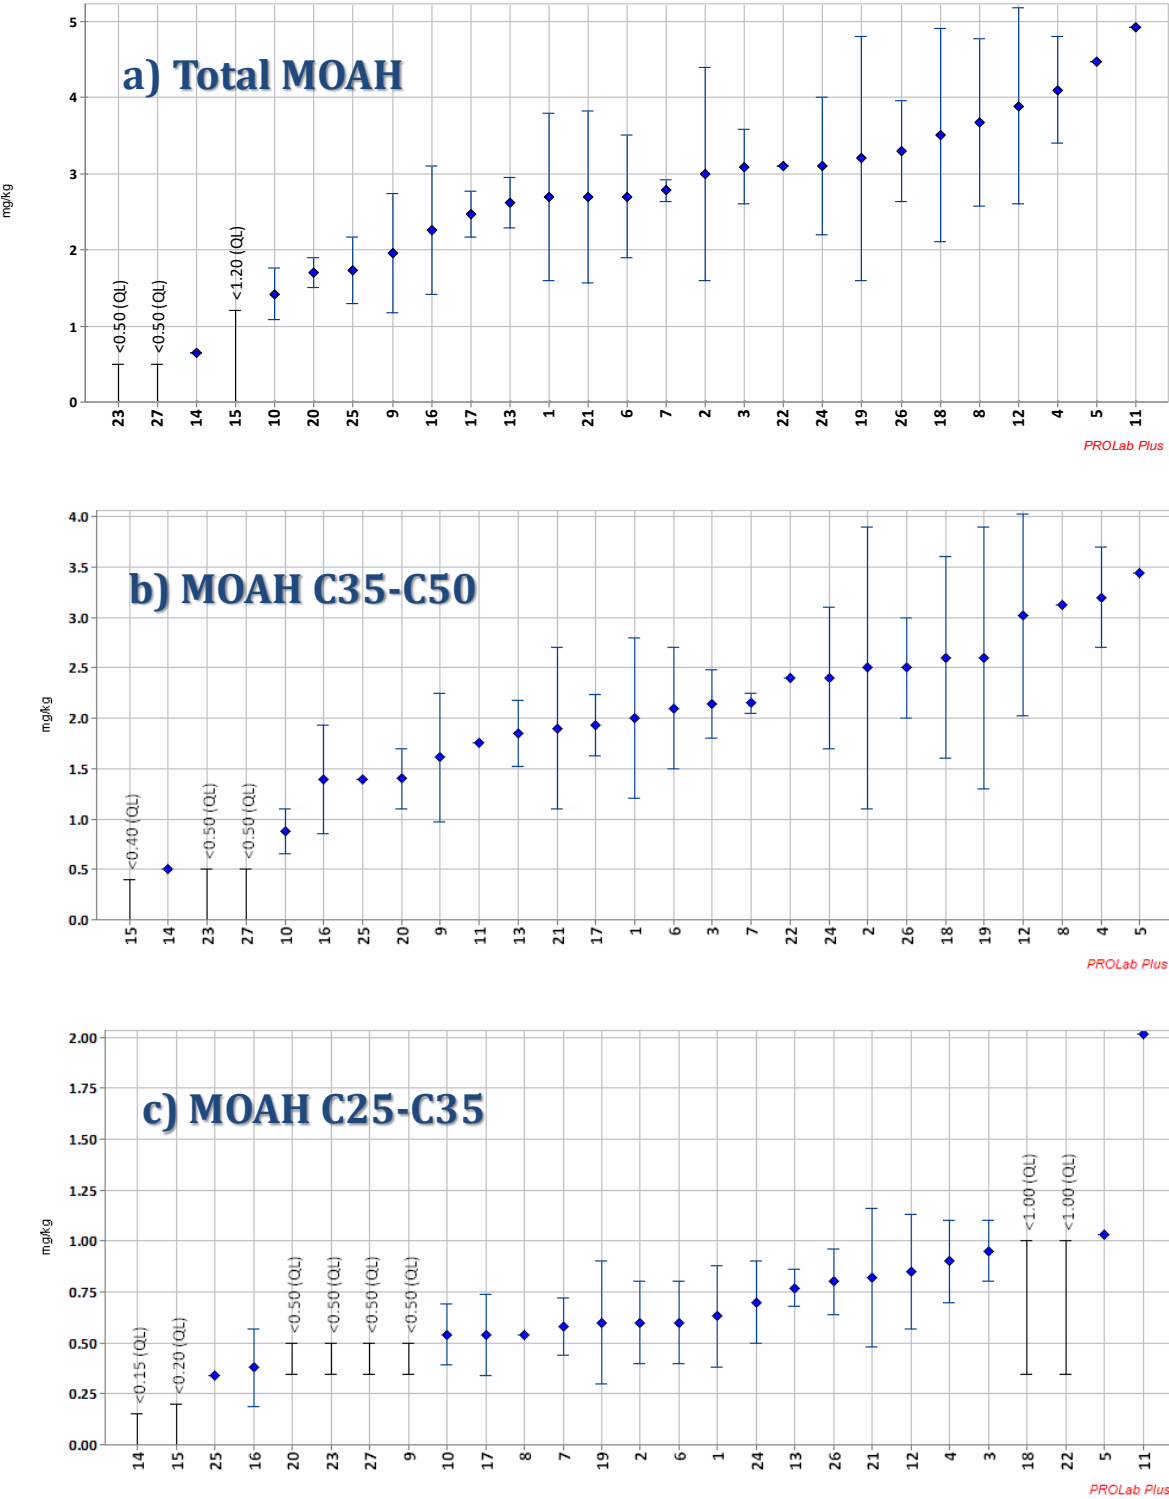 a) Total MOAH
mg/kg
5
4
3
2
1
0
<0.50 (QL)
<0.50 (QL)
<1.20 (QL)
23 27 14 15 10 20 25 9 16 17 13 1 21 6 7 2 3 22 24 19 26 18 8 12 4 5 11
PROLab Plus
b) MOAH C35-C50
mg/kg
4.0
3.5
3.0
2.5
2.0
1.5
1.0
0.5
0.0
<0.40 (QL)
<0.50 (QL)
<0.50 (QL)
15 14 23 27 10 16 25 20 9 11 13 21 17 1 6 3 7 22 24 2 26 18 19 12 8 4 5
PROLab Plus
c) MOAH C25-C35
mg/kg
2.00
1.75
1.50
1.25
1.00
0.75
0.50
0.25
0.00
<0.15 (QL)
<0.20 (QL)
<0.50 (QL)
<0.50 (QL)
<0.50 (QL)
<0.50 (QL)
<1.00 (QL)
<1.00 (QL)
14 15 25 16 20 23 27 9 10 17 8 7 19 2 6 1 24 13 26 21 12 4 3 18 22 5 11
PROLab Plus